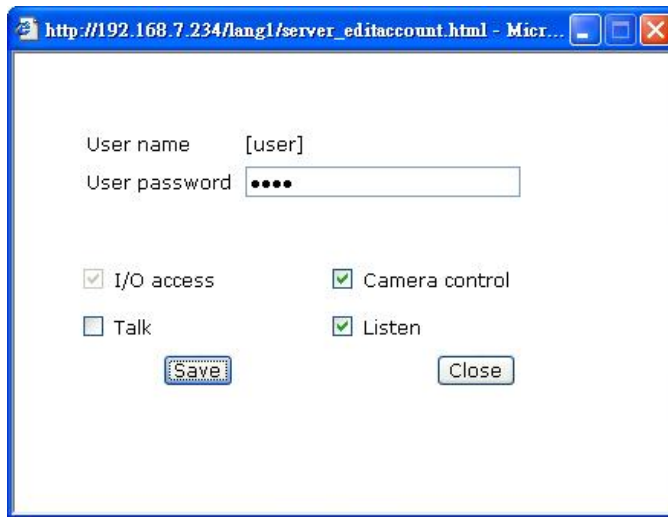 http://192.168.7.234/lang1/server_editaccount.html - Micr...
User name [user]
User password ••••
I/O access Camera control
Talk Listen
Save Close